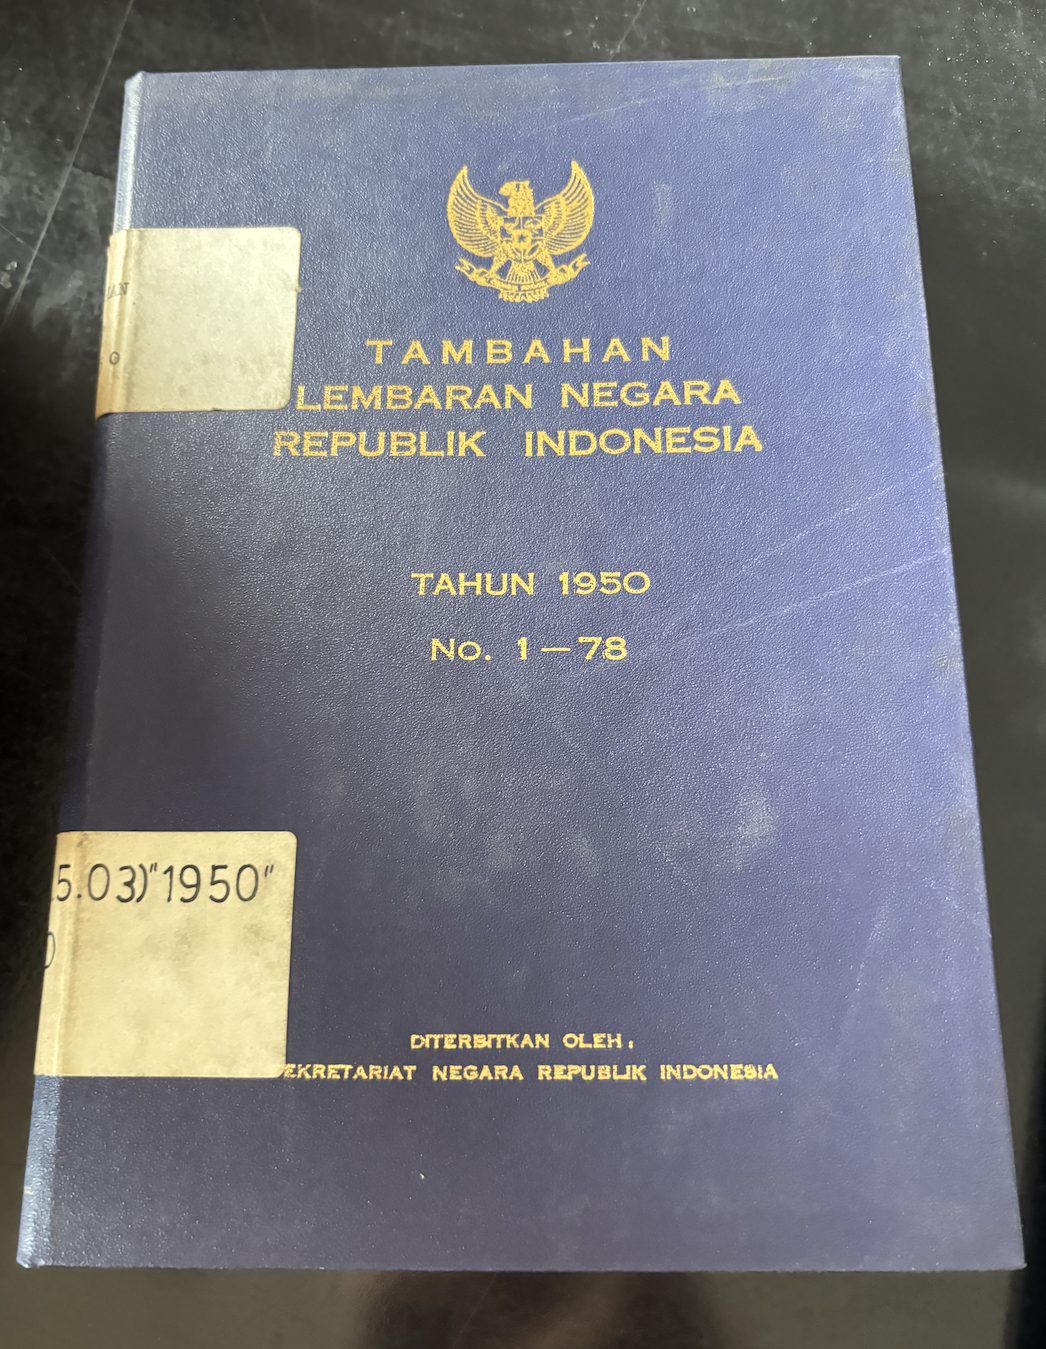 TAMBAHAN
LEMBARAN NEGARA
REPUBLIK INDONESIA
TAHUN 1950
No. 1 — 78
5.03)"1950"
DITERBITKAN OLEH :
EKRETARIAT NEGARA REPUBLIK INDONESIA